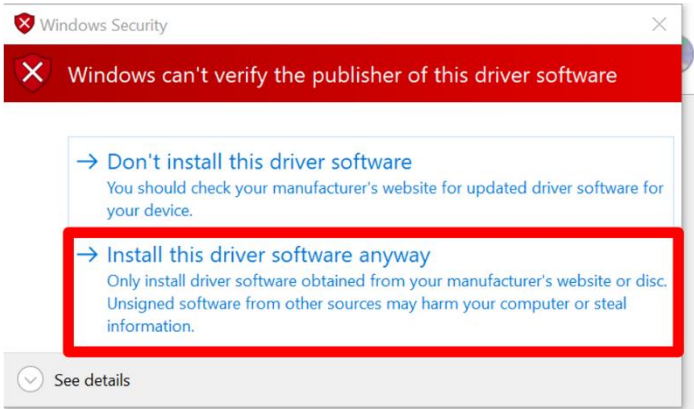 Windows Security
Windows can't verify the publisher of this driver software
Don't install this driver software
You should check your manufacturer's website for updated driver software for
your device.
Install this driver software anyway
Only install driver software obtained from your manufacturer's website or disc.
Unsigned software from other sources may harm your computer or steal
information.
See details